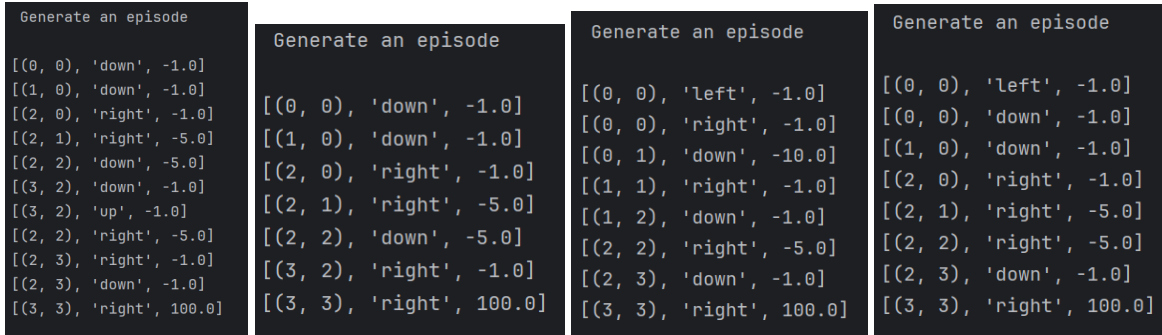 Generate an episode
[(0, 0), 'down', -1.0]
[(1, 0), 'down', -1.0]
[(2, 0), 'right', -1.0]
[(2, 1), 'right', -5.0]
[(2, 2), 'down', -5.0]
[(3, 2), 'down', -1.0]
[(3, 2), 'up', -1.0]
[(2, 2), 'right', -5.0]
[(2, 3), 'right', -1.0]
[(2, 3), 'down', -1.0]
[(3, 3), 'right', 100.0]
Generate an episode
[(0, 0), 'down', -1.0]
[(1, 0), 'down', -1.0]
[(2, 0), 'right', -1.0]
[(2, 1), 'right', -5.0]
[(2, 2), 'down', -5.0]
[(3, 2), 'right', -1.0]
[(3, 3), 'right', 100.0]
Generate an episode
[(0, 0), 'left', -1.0]
[(0, 0), 'right', -1.0]
[(0, 1), 'down', -10.0]
[(1, 1), 'right', -1.0]
[(1, 2), 'down', -1.0]
[(2, 2), 'right', -5.0]
[(2, 3), 'down', -1.0]
[(3, 3), 'right', 100.0]
Generate an episode
[(0, 0), 'left', -1.0]
[(0, 0), 'down', -1.0]
[(1, 0), 'down', -1.0]
[(2, 0), 'right', -1.0]
[(2, 1), 'right', -5.0]
[(2, 2), 'right', -5.0]
[(2, 3), 'down', -1.0]
[(3, 3), 'right', 100.0]